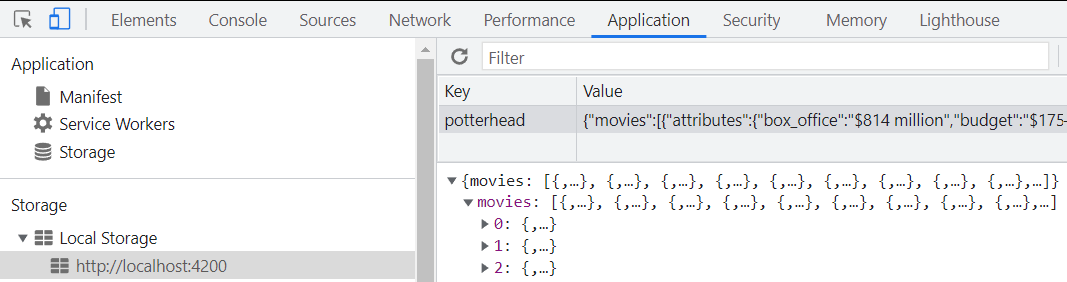 Elements Console Sources Network Performance Application Security Memory Lighthouse
Application
Manifest
Service Workers
Storage
Storage
Local Storage
http://localhost:4200
Filter
Key Value
potterhead {"movies":[{"attributes":{"box_office":"$814 million","budget":"$175-
{movies: [{,…}, {,…}, {,…}, {,…}, {,…}, {,…}, {,…}, {,…}, {,…},…]}
movies: [{,…}, {,…}, {,…}, {,…}, {,…}, {,…}, {,…}, {,…}, {,…},…]
0: {,…}
1: {,…}
2: {,…}